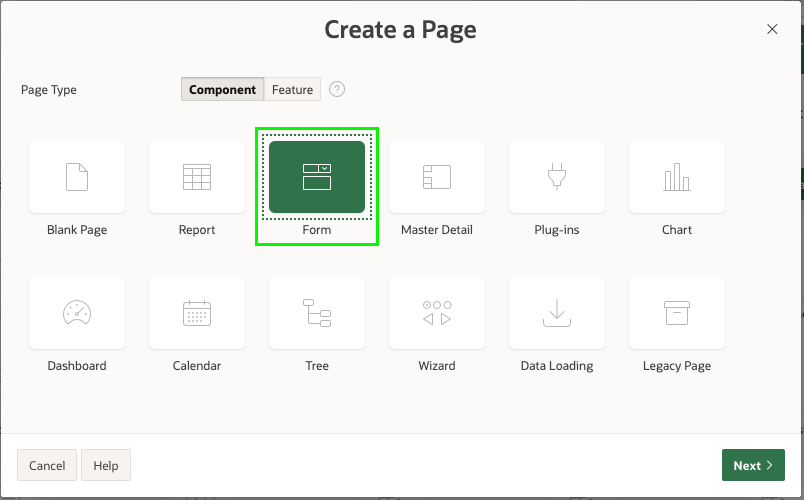 Create a Page
Page Type
Component Feature ?
Blank Page Report Form Master Detail Plug-ins Chart
Dashboard Calendar Tree Wizard Data Loading Legacy Page
Cancel Help Next